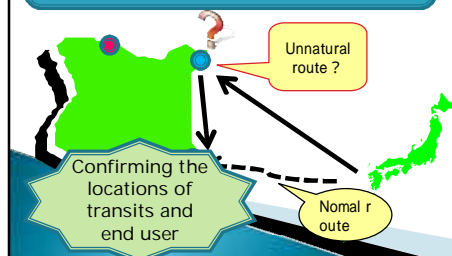 ?
Unnatural
route ?
Confirming the
locations of
transits and
end user
Nomal r
oute